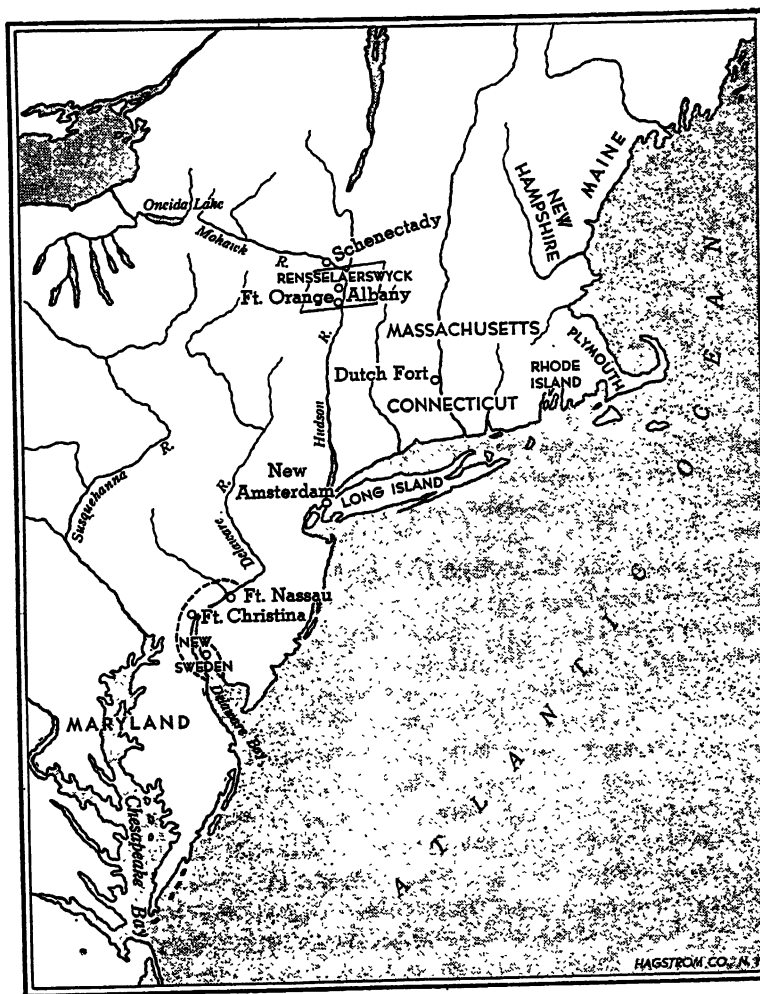 MAINE
NEW
HAMPSHIRE
Oneida Lake
Mohawk
R.
Schenectady
RENSSELAERSWYCK
Ft. Orange
Albany
R.
Hudson
MASSACHUSETTS
PLYMOUTH
RHODE
ISLAND
Dutch Fort
CONNECTICUT
New
Amsterdam
LONG ISLAND
Susquehanna
R.
Delaware
R.
Ft. Nassau
Ft. Christina
NEW
SWEDEN
Delaware Bay
MARYLAND
Chesapeake Bay
ATLANTIC
OCEAN
HAGSTROM CO., N.Y.